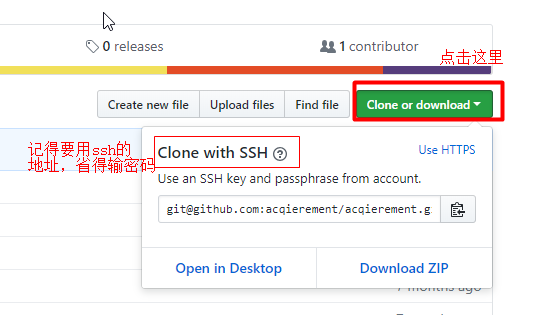 0 releases
1 contributor
点击这里
Create new file
Upload files
Find file
Clone or download
记得要用ssh的
地址，省得输密码
Clone with SSH
Use HTTPS
Use an SSH key and passphrase from account.
git@github.com:acqierement/acqierement.g
Open in Desktop
Download ZIP
7 months ago